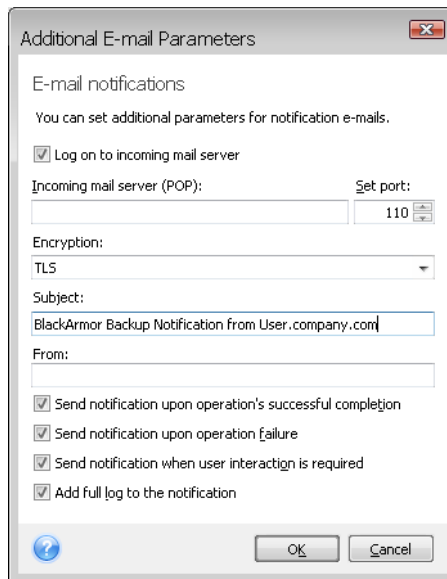 Additional E-mail Parameters
E-mail notifications
You can set additional parameters for notification e-mails.
Log on to incoming mail server
Incoming mail server (POP): Set port:
110
Encryption:
TLS
Subject:
BlackArmor Backup Notification from User.company.com
From:
Send notification upon operation's successful completion
Send notification upon operation failure
Send notification when user interaction is required
Add full log to the notification
? OK Cancel